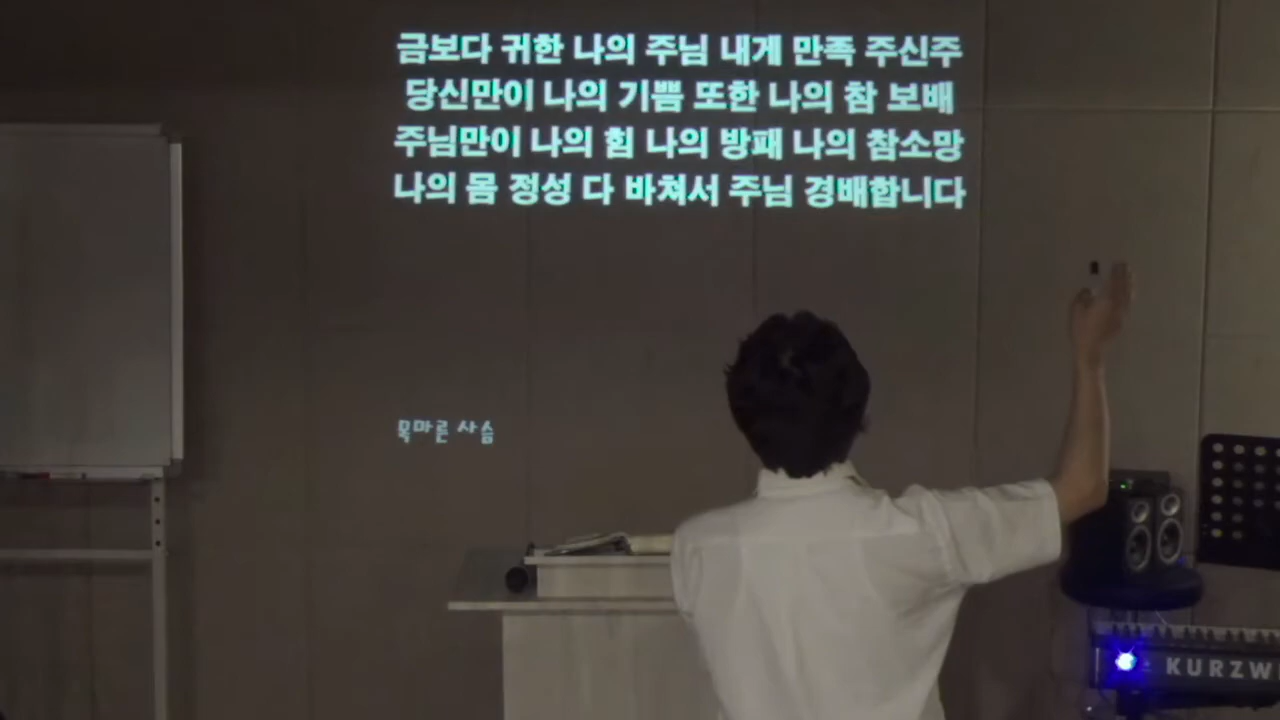 금보다 귀한 나의 주님 내게 만족 주신주
당신만이 나의 기쁨 또한 나의 참 보배
주님만이 나의 힘 나의 방패 나의 참소망
나의 몸 정성 다 바쳐서 주님 경배합니다
목마른 사슴
KURZW